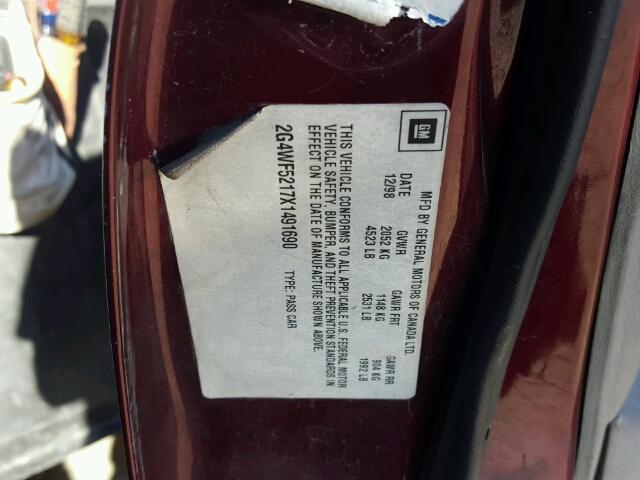 GM
MFD BY GENERAL MOTORS OF CANADA LTD.
DATE GVWR GAWR FRT GAWR RR
12/98 2052 KG 1148 KG 904 KG
4523 LB 2531 LB 1992 LB
THIS VEHICLE CONFORMS TO ALL APPLICABLE U.S. FEDERAL MOTOR
VEHICLE SAFETY, BUMPER, AND THEFT PREVENTION STANDARDS IN
EFFECT ON THE DATE OF MANUFACTURE SHOWN ABOVE.
2G4WF5217X1491690 TYPE: PASS CAR